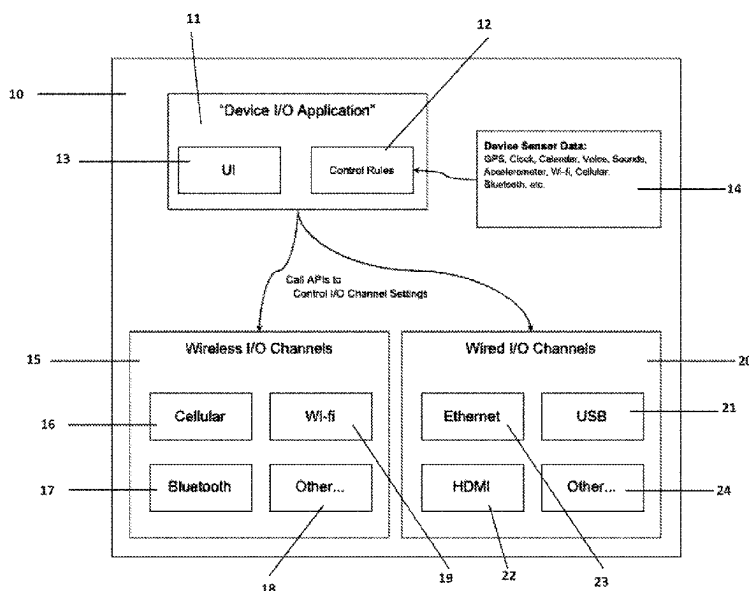 11
12
10
"Device I/O Application"
13
UI
Control Rules
Device Sensor Data:
GPS, Clock, Calender, Voice, Sounds,
Accelerometer, Wi-fi, Cellular,
Bluetooth, etc.
14
Call APIs to
Control I/O Channel Settings
15
Wireless I/O Channels
Wired I/O Channels
20
Cellular
Wi-fi
Ethernet
USB
21
16
Bluetooth
Other...
HDMI
Other...
17
24
18
19
22
23